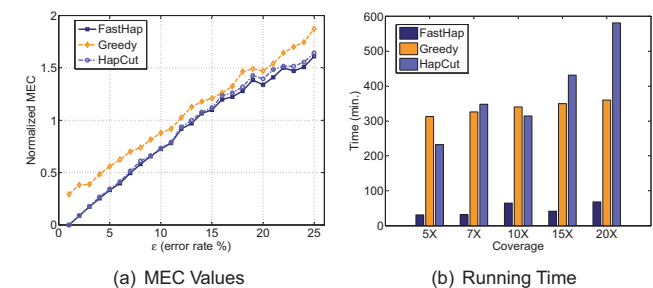 FastHap
Greedy
HapCut
Normalized MEC
2
1.5
1
0.5
0
0 5 10 15 20 25
ε (error rate %)
(a) MEC Values
FastHap
Greedy
HapCut
Time (min.)
600
500
400
300
200
100
0
5X 7X 10X 15X 20X
Coverage
(b) Running Time